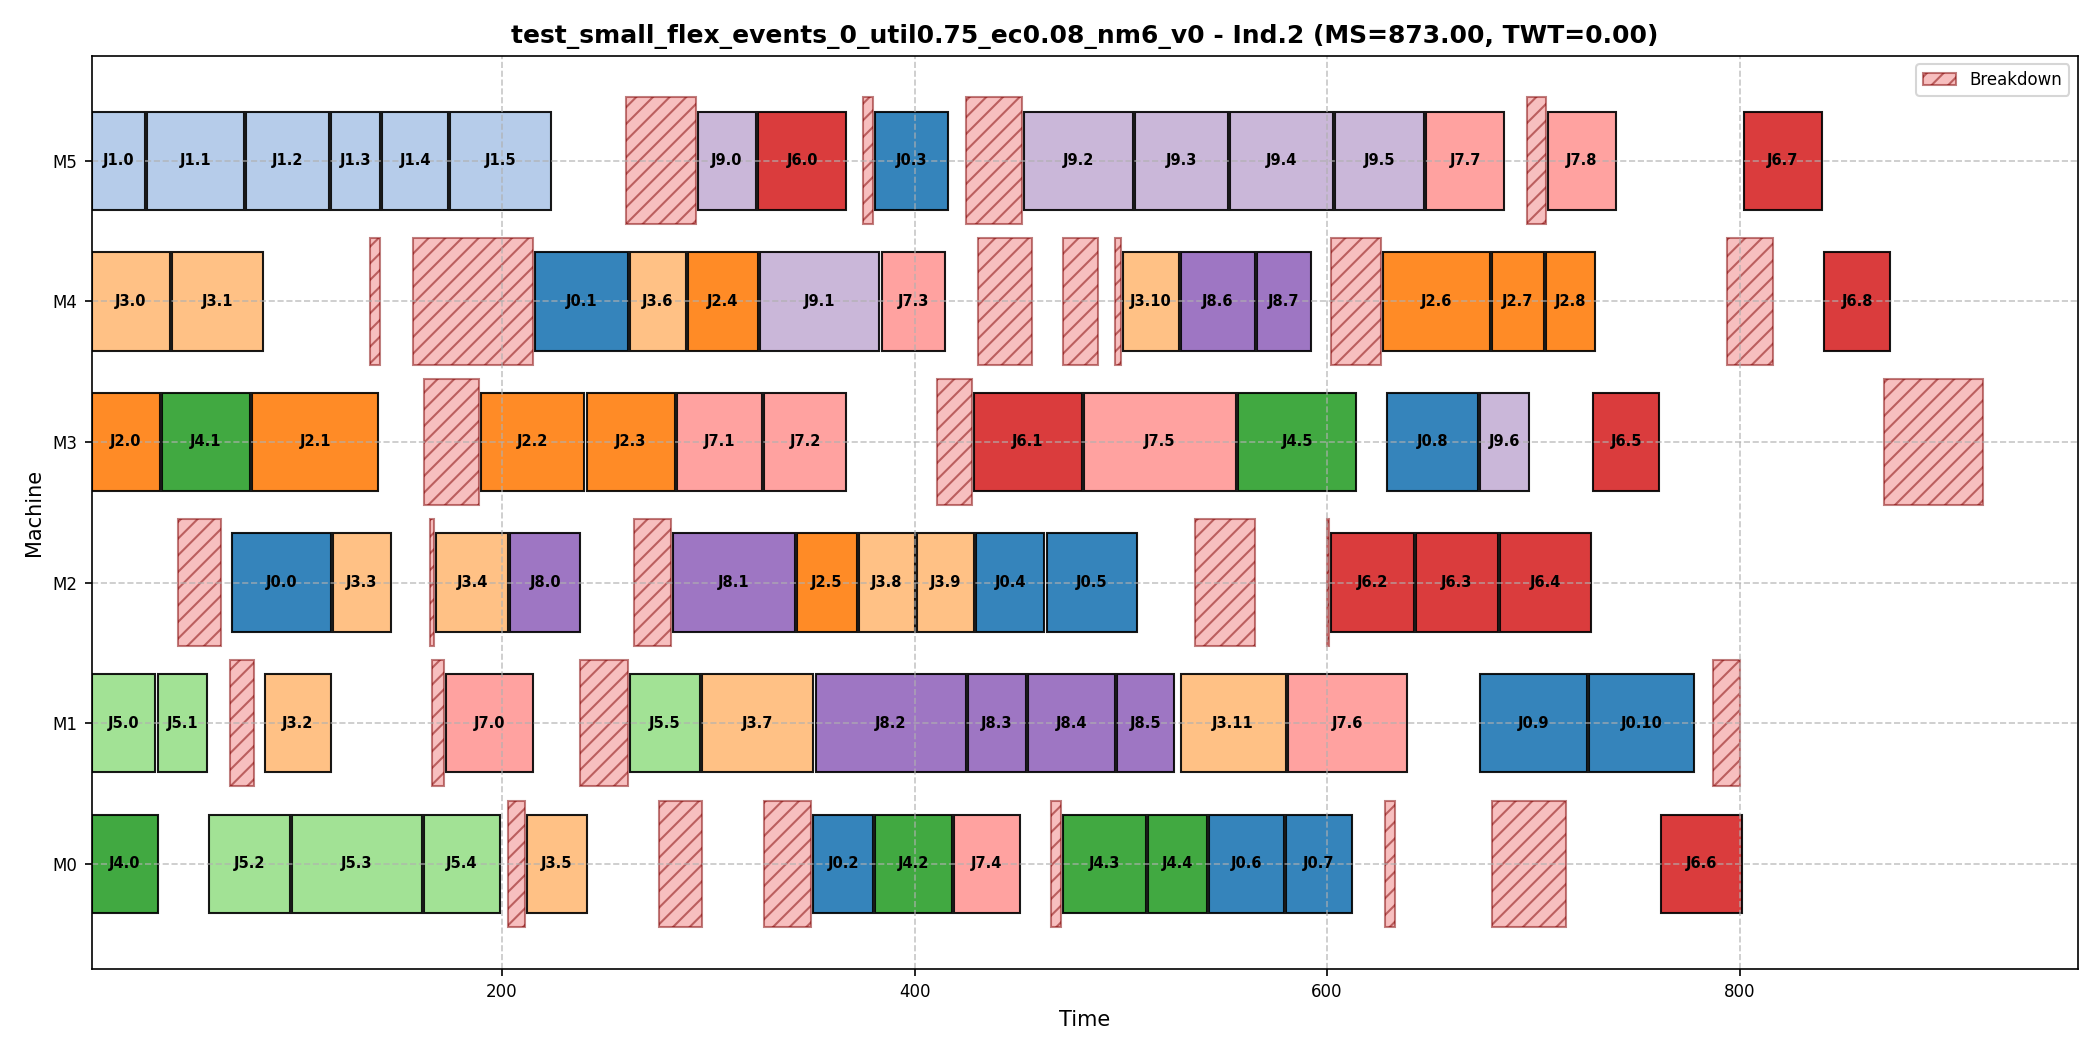 test_small_flex_events_0_util0.75_ec0.08_nm6_v0 - Ind.2 (MS=873.00, TWT=0.00)
Breakdown
M5
J1.0 J1.1 J1.2 J1.3 J1.4 J1.5 J9.0 J6.0 J0.3 J9.2 J9.3 J9.4 J9.5 J7.7 J7.8 J6.7
M4
J3.0 J3.1 J0.1 J3.6 J2.4 J9.1 J7.3 J3.10 J8.6 J8.7 J2.6 J2.7 J2.8 J6.8
M3
J2.0 J4.1 J2.1 J2.2 J2.3 J7.1 J7.2 J6.1 J7.5 J4.5 J0.8 J9.6 J6.5
M2
J0.0 J3.3 J3.4 J8.0 J8.1 J2.5 J3.8 J3.9 J0.4 J0.5 J6.2 J6.3 J6.4
M1
J5.0 J5.1 J3.2 J7.0 J5.5 J3.7 J8.2 J8.3 J8.4 J8.5 J3.11 J7.6 J0.9 J0.10
M0
J4.0 J5.2 J5.3 J5.4 J3.5 J0.2 J4.2 J7.4 J4.3 J4.4 J0.6 J0.7 J6.6
Machine
200 400 600 800
Time